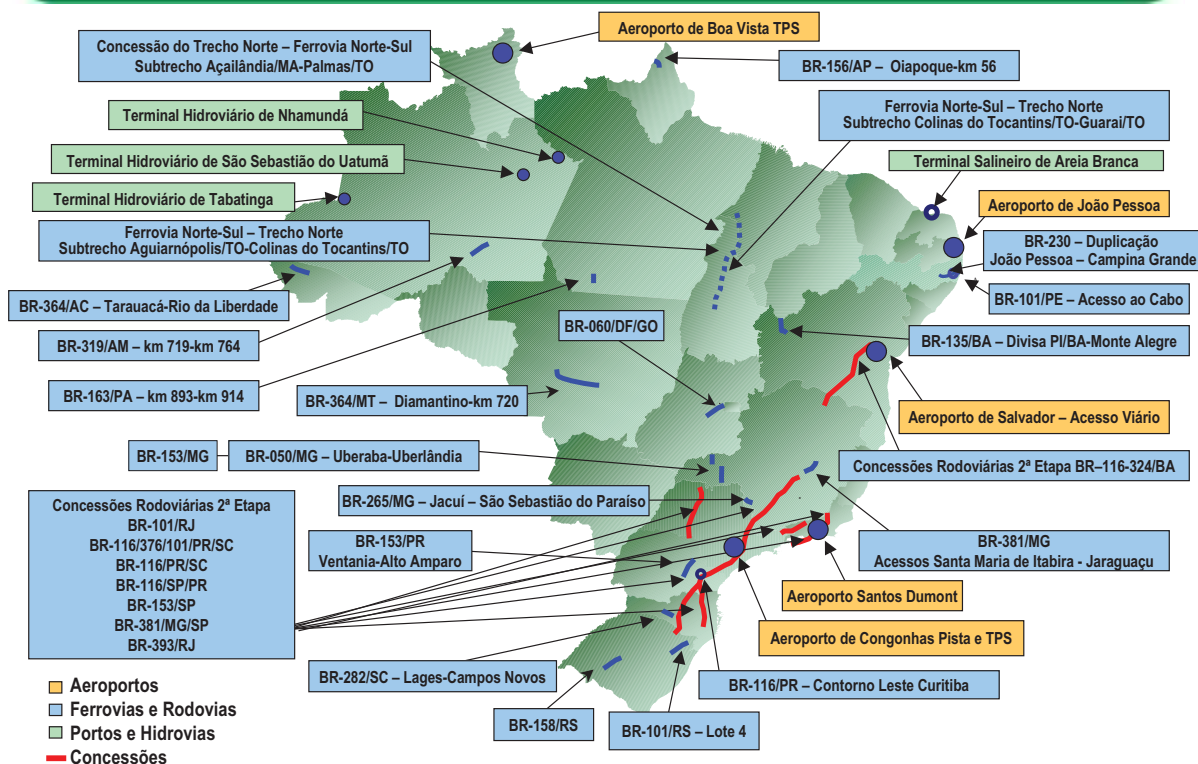 Aeroporto de Boa Vista TPS
Concessão do Trecho Norte – Ferrovia Norte-Sul
Subtrecho Açailândia/MA-Palmas/TO
BR-156/AP – Oiapoque-km 56
Ferrovia Norte-Sul – Trecho Norte
Subtrecho Colinas do Tocantins/TO-Guaraí/TO
Terminal Hidroviário de Nhamundá
Terminal Hidroviário de São Sebastião do Uatumã
Terminal Salineiro de Areia Branca
Terminal Hidroviário de Tabatinga
Aeroporto de João Pessoa
Ferrovia Norte-Sul – Trecho Norte
Subtrecho Aguiarnópolis/TO-Colinas do Tocantins/TO
BR-230 – Duplicação
João Pessoa – Campina Grande
BR-364/AC – Tarauacá-Rio da Liberdade
BR-101/PE – Acesso ao Cabo
BR-060/DF/GO
BR-319/AM – km 719-km 764
BR-135/BA – Divisa PI/BA-Monte Alegre
BR-163/PA – km 893-km 914
BR-364/MT – Diamantino-km 720
Aeroporto de Salvador – Acesso Viário
BR-153/MG
BR-050/MG – Uberaba-Uberlândia
Concessões Rodoviárias 2ª Etapa BR–116-324/BA
BR-265/MG – Jacuí – São Sebastião do Paraíso
Concessões Rodoviárias 2ª Etapa
BR-101/RJ
BR-116/376/101/PR/SC
BR-116/PR/SC
BR-116/SP/PR
BR-153/SP
BR-381/MG/SP
BR-393/RJ
BR-153/PR
Ventania-Alto Amparo
BR-381/MG
Acessos Santa Maria de Itabira - Jaraguaçu
Aeroporto Santos Dumont
Aeroporto de Congonhas Pista e TPS
BR-282/SC – Lages-Campos Novos
BR-116/PR – Contorno Leste Curitiba
BR-158/RS
BR-101/RS – Lote 4
Aeroportos
Ferrovias e Rodovias
Portos e Hidrovias
Concessões